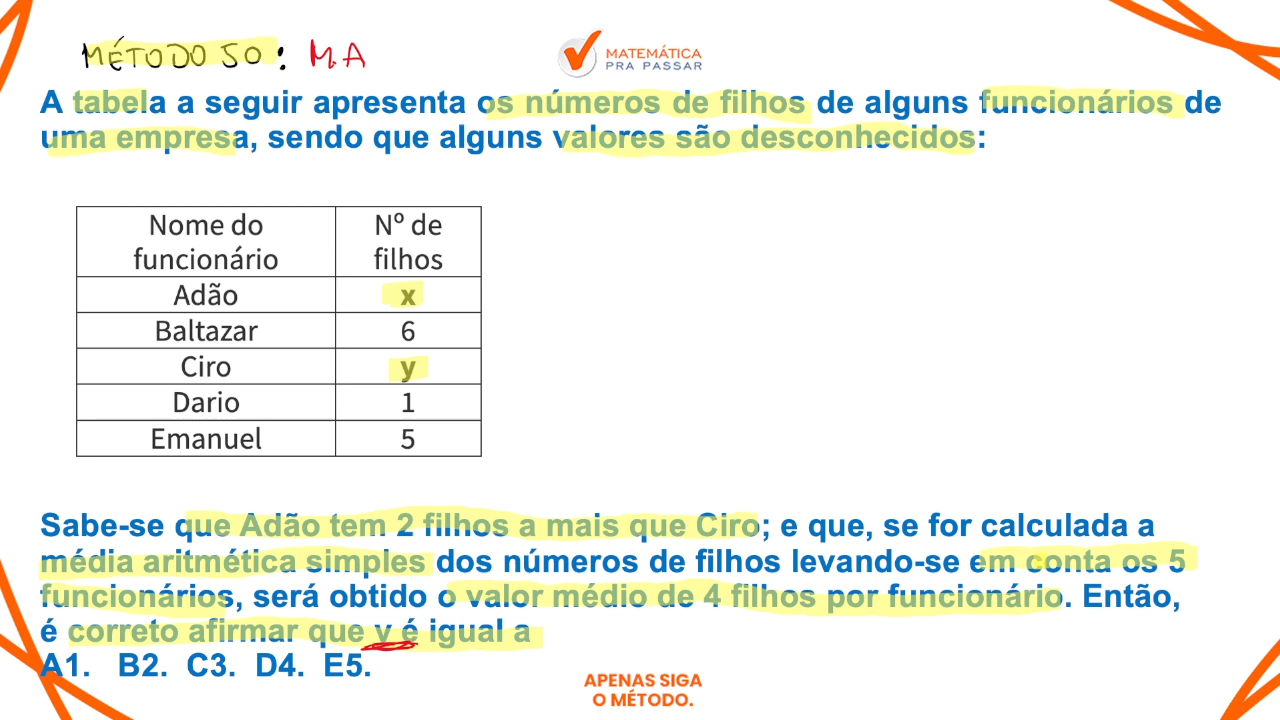 MÉTODO 50: M.A
MATEMÁTICA
PRA PASSAR
A tabela a seguir apresenta os números de filhos de alguns funcionários de
uma empresa, sendo que alguns valores são desconhecidos:
Nome do funcionário Nº de filhos
Adão x
Baltazar 6
Ciro y
Dario 1
Emanuel 5
Sabe-se que Adão tem 2 filhos a mais que Ciro; e que, se for calculada a
média aritmética simples dos números de filhos levando-se em conta os 5
funcionários, será obtido o valor médio de 4 filhos por funcionário. Então,
é correto afirmar que y é igual a
A1. B2. C3. D4. E5.
APENAS SIGA
O MÉTODO.